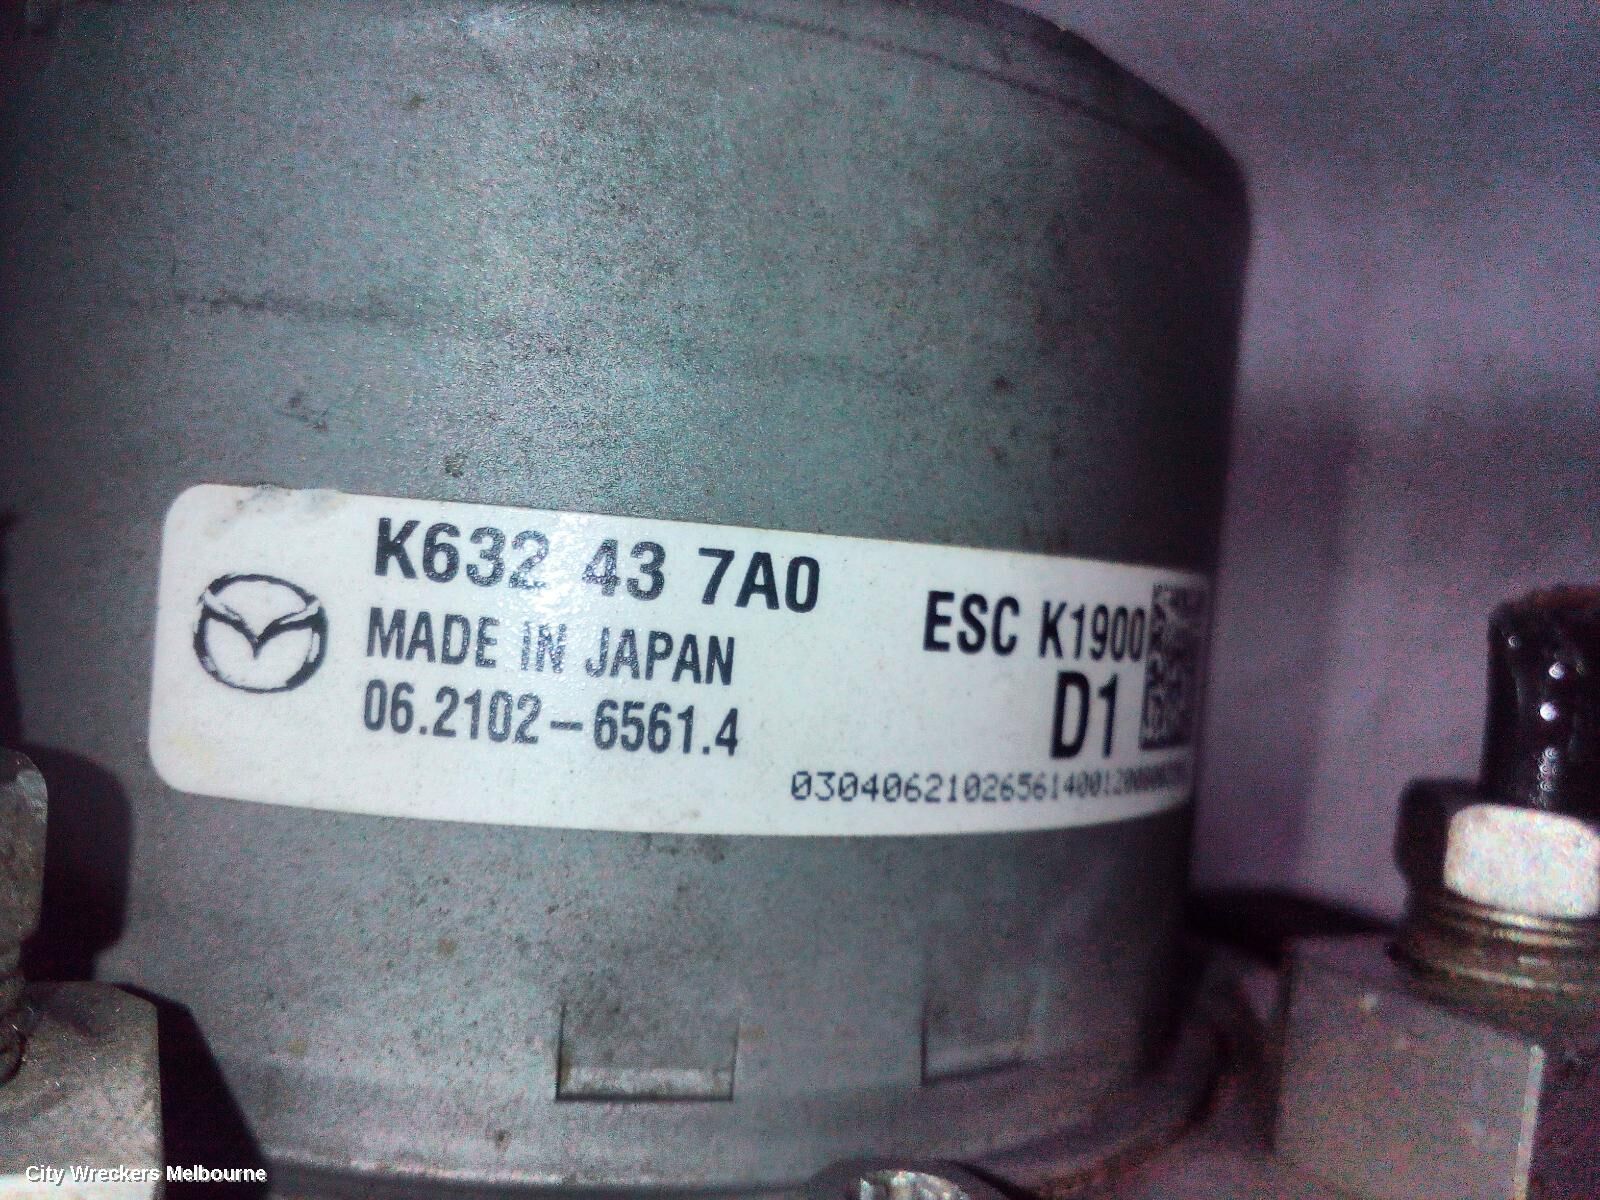 K632 43 7A0
MADE IN JAPAN
06.2102-6561.4
ESC K1900
D1
City Wreckers Melbourne